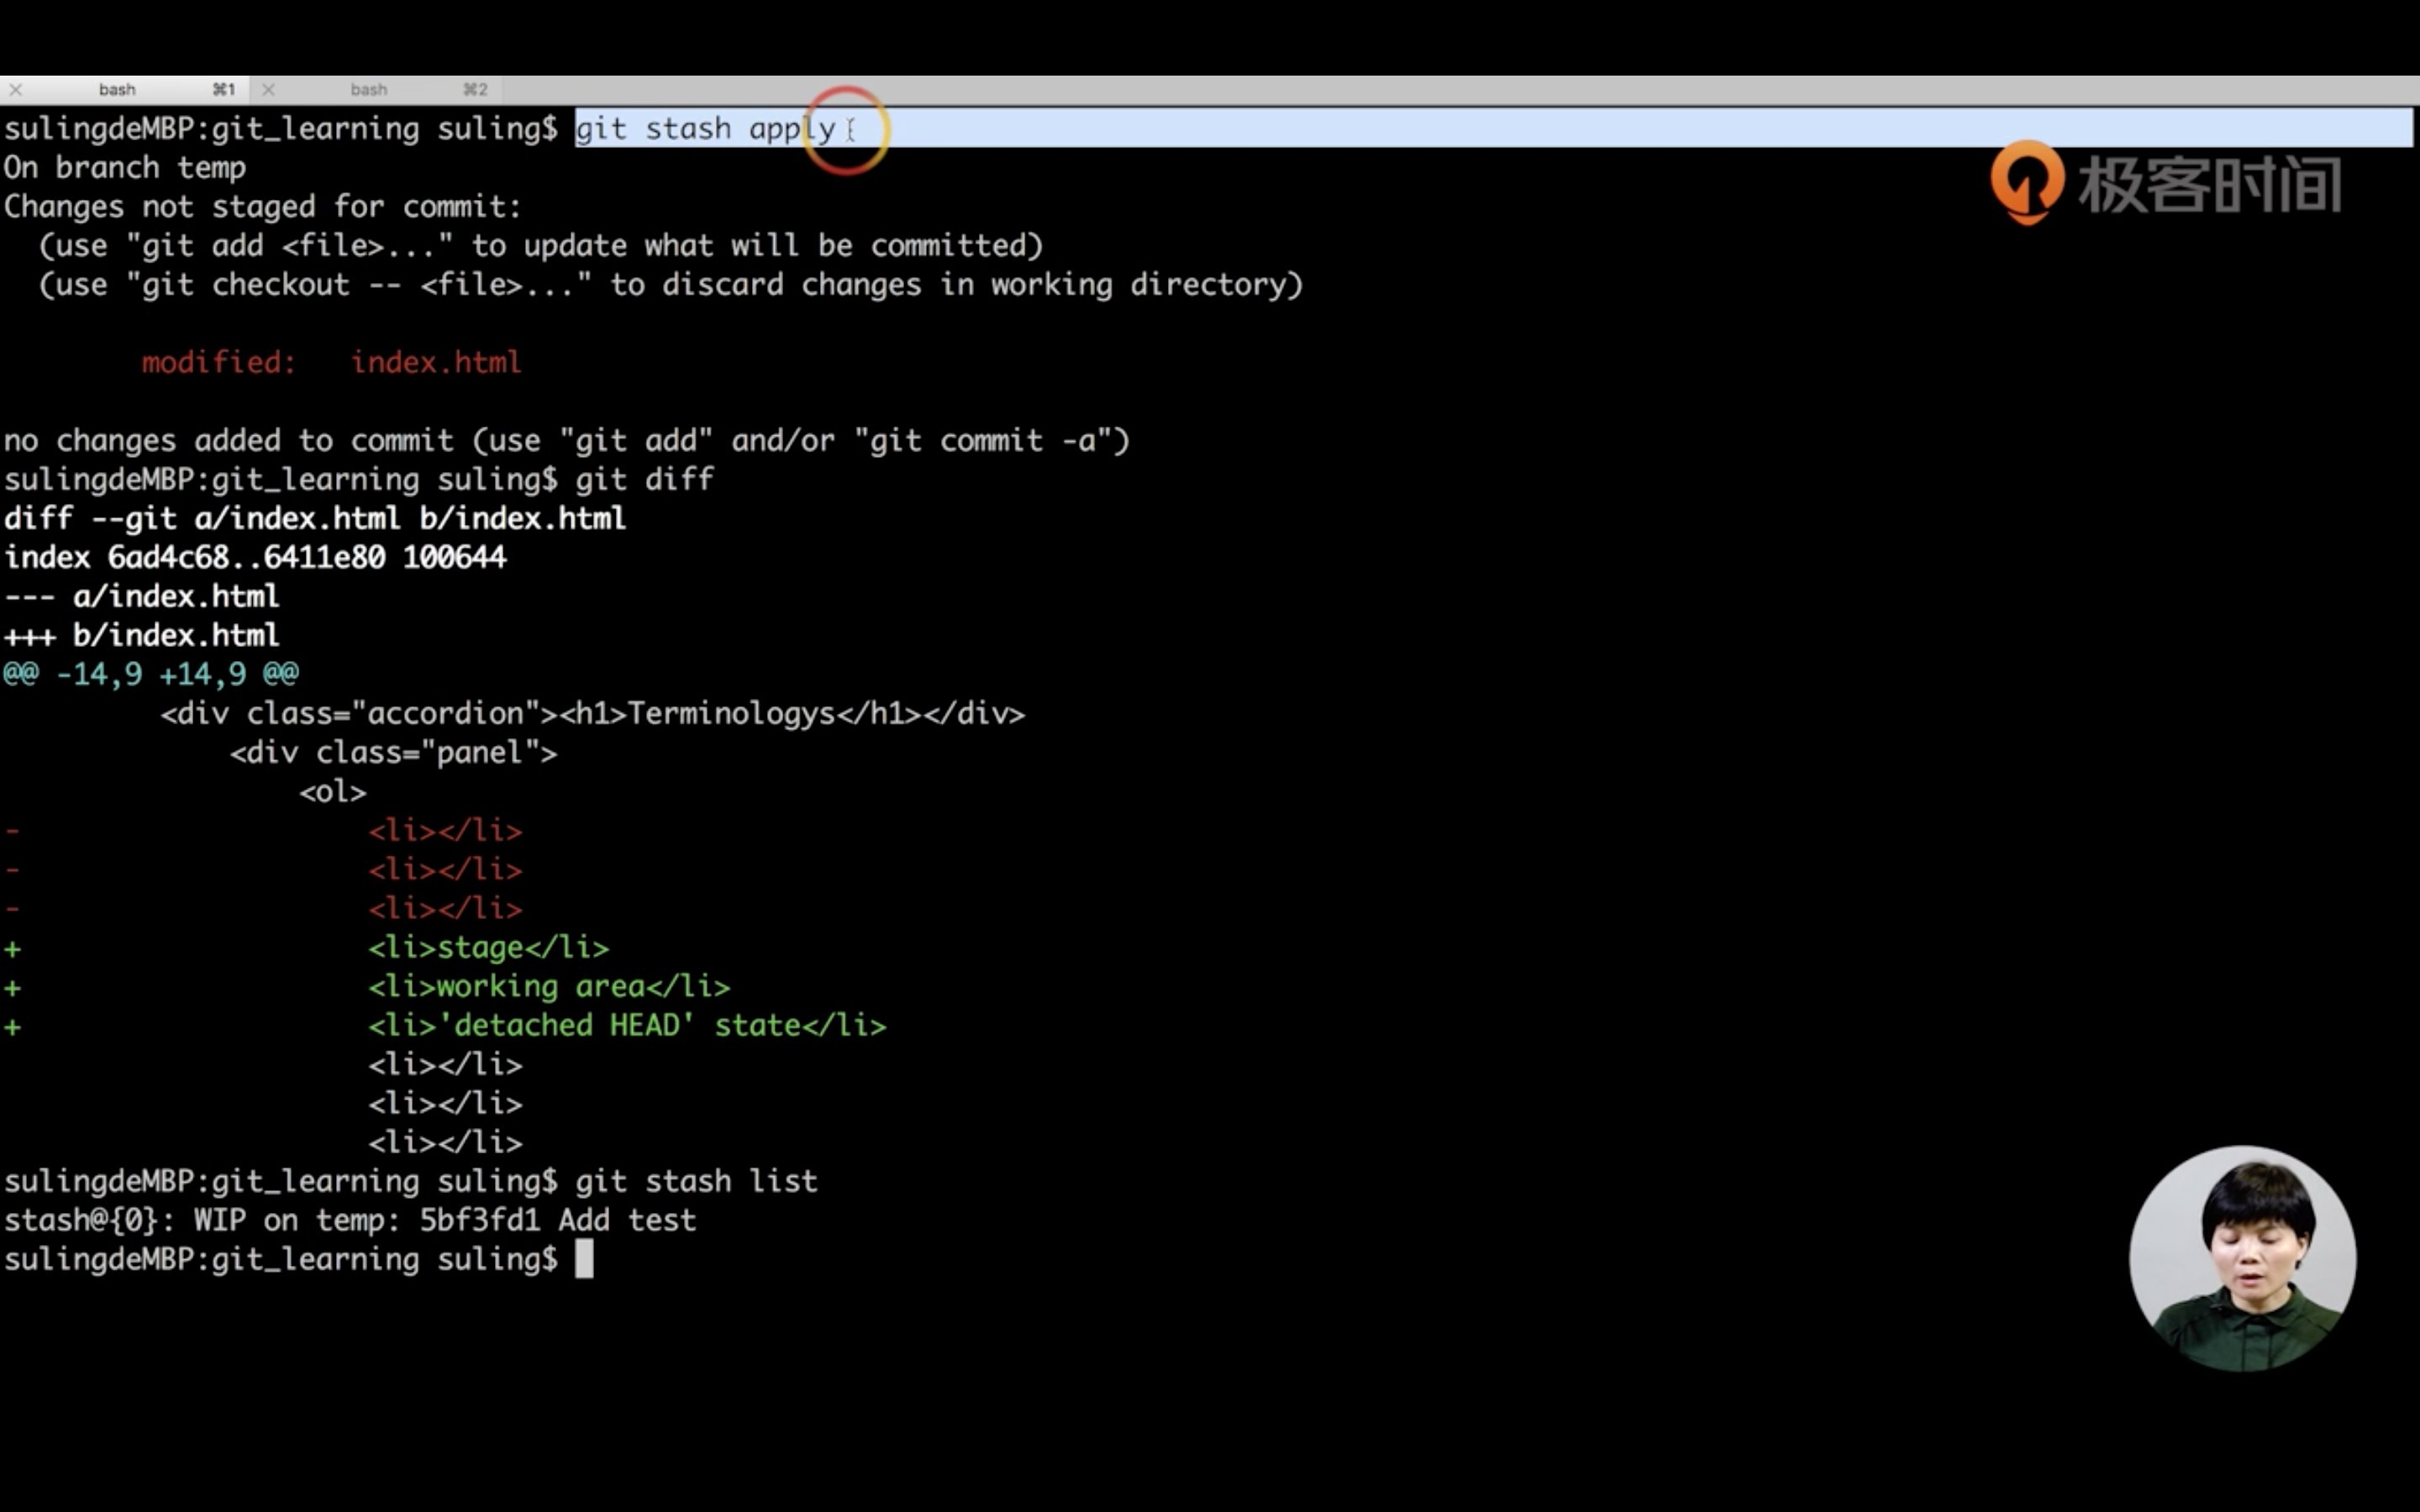 bash ⌘1 bash ⌘2
sulingdeMBP:git_learning suling$ git stash apply
极客时间
On branch temp
Changes not staged for commit:
  (use "git add <file>..." to update what will be committed)
  (use "git checkout -- <file>..." to discard changes in working directory)
        modified:   index.html
no changes added to commit (use "git add" and/or "git commit -a")
sulingdeMBP:git_learning suling$ git diff
diff --git a/index.html b/index.html
index 6ad4c68..6411e80 100644
--- a/index.html
+++ b/index.html
@@ -14,9 +14,9 @@
         <div class="accordion"><h1>Terminologys</h1></div>
             <div class="panel">
                 <ol>
-                    <li></li>
-                    <li></li>
-                    <li></li>
+                    <li>stage</li>
+                    <li>working area</li>
+                    <li>'detached HEAD' state</li>
                     <li></li>
                     <li></li>
                     <li></li>
sulingdeMBP:git_learning suling$ git stash list
stash@{0}: WIP on temp: 5bf3fd1 Add test
sulingdeMBP:git_learning suling$